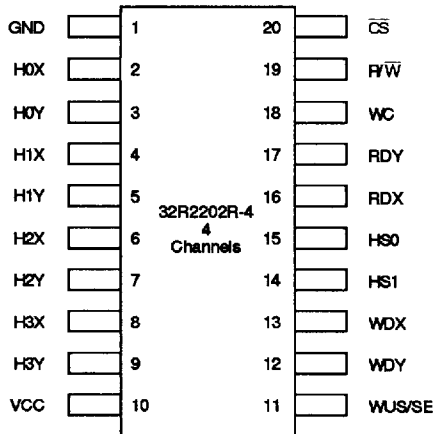 GND 1 20 C̅S̅
H0X 2 19 R/W̅
H0Y 3 18 WC
H1X 4 17 RDY
H1Y 5 16 RDX
32R2202R-4
H2X 6 4 15 HS0
Channels
H2Y 7 14 HS1
H3X 8 13 WDX
H3Y 9 12 WDY
VCC 10 11 WUS/SE